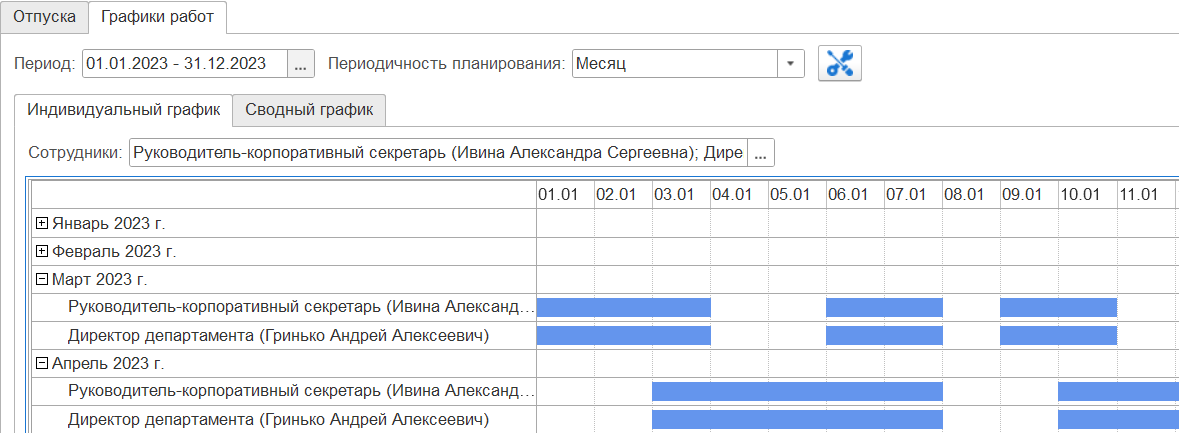 Отпуска Графики работ
Период: 01.01.2023 - 31.12.2023 ... Периодичность планирования: Месяц
Индивидуальный график Сводный график
Сотрудники: Руководитель-корпоративный секретарь (Ивина Александра Сергеевна); Дире ...
01.01 02.01 03.01 04.01 05.01 06.01 07.01 08.01 09.01 10.01 11.01
Январь 2023 г.
Февраль 2023 г.
Март 2023 г.
Руководитель-корпоративный секретарь (Ивина Александ...
Директор департамента (Гринько Андрей Алексеевич)
Апрель 2023 г.
Руководитель-корпоративный секретарь (Ивина Александ...
Директор департамента (Гринько Андрей Алексеевич)